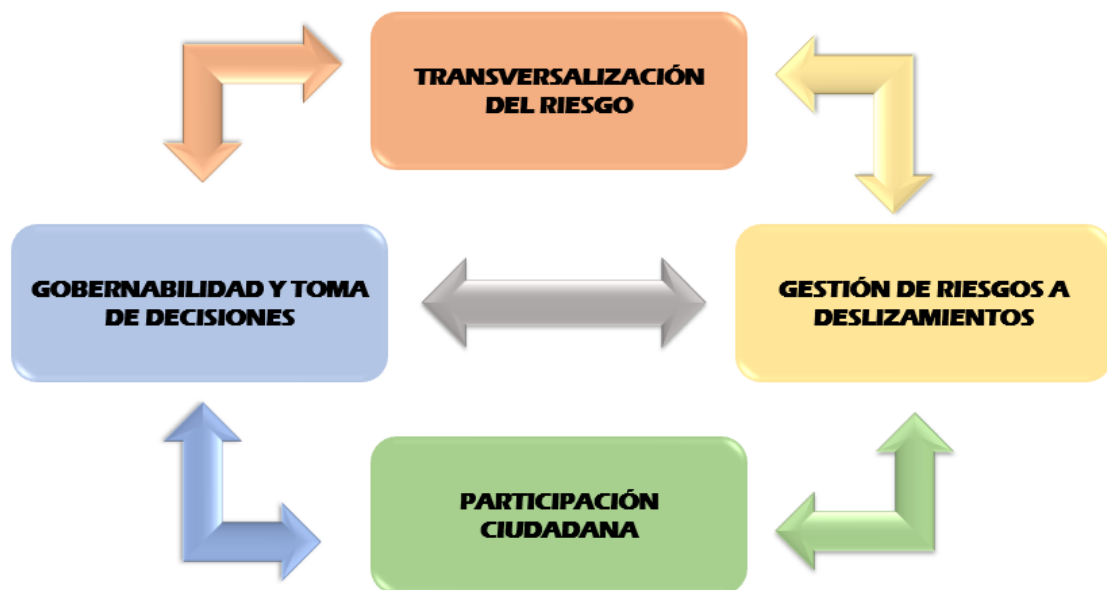 TRANSVERSALIZACIÓN
DEL RIESGO
GOBERNABILIDAD Y TOMA
DE DECISIONES
GESTIÓN DE RIESGOS A
DESLIZAMIENTOS
PARTICIPACIÓN
CIUDADANA